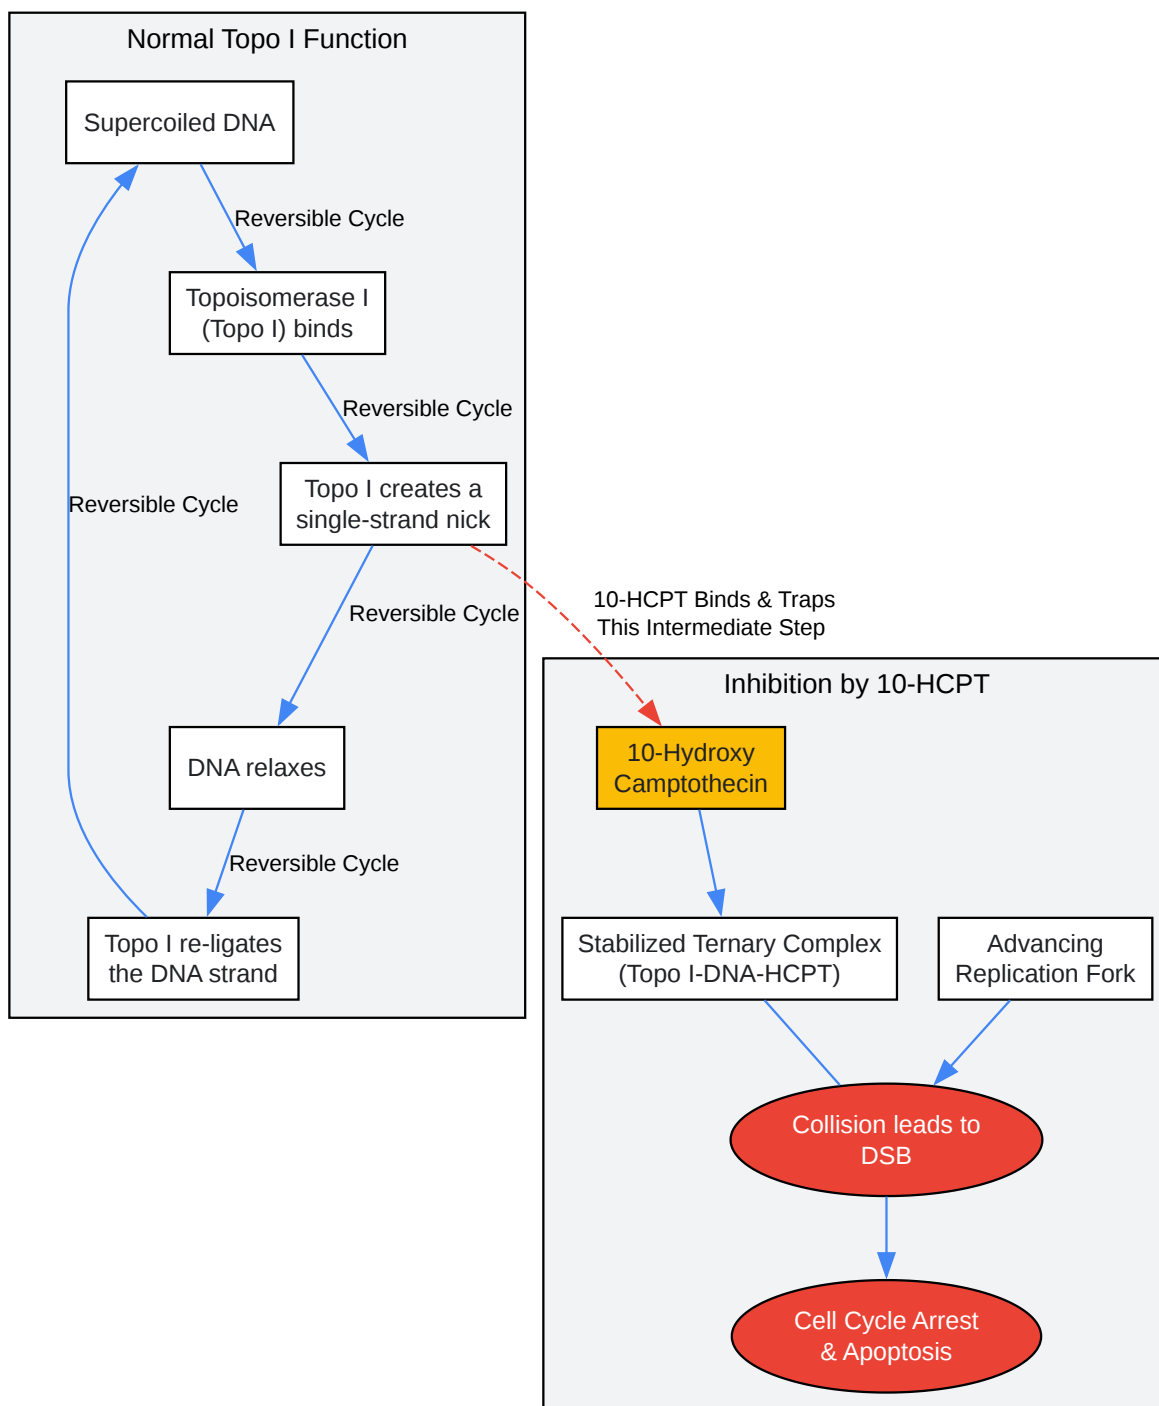 Normal Topo I Function
Supercoiled DNA
Reversible Cycle
Topoisomerase I
(Topo I) binds
Reversible Cycle
Topo I creates a
single-strand nick
Reversible Cycle
Reversible Cycle
DNA relaxes
Reversible Cycle
Topo I re-ligates
the DNA strand
10-HCPT Binds & Traps
This Intermediate Step
Inhibition by 10-HCPT
10-Hydroxy
Camptothecin
Stabilized Ternary Complex
(Topo I-DNA-HCPT)
Advancing
Replication Fork
Collision leads to
DSB
Cell Cycle Arrest
& Apoptosis